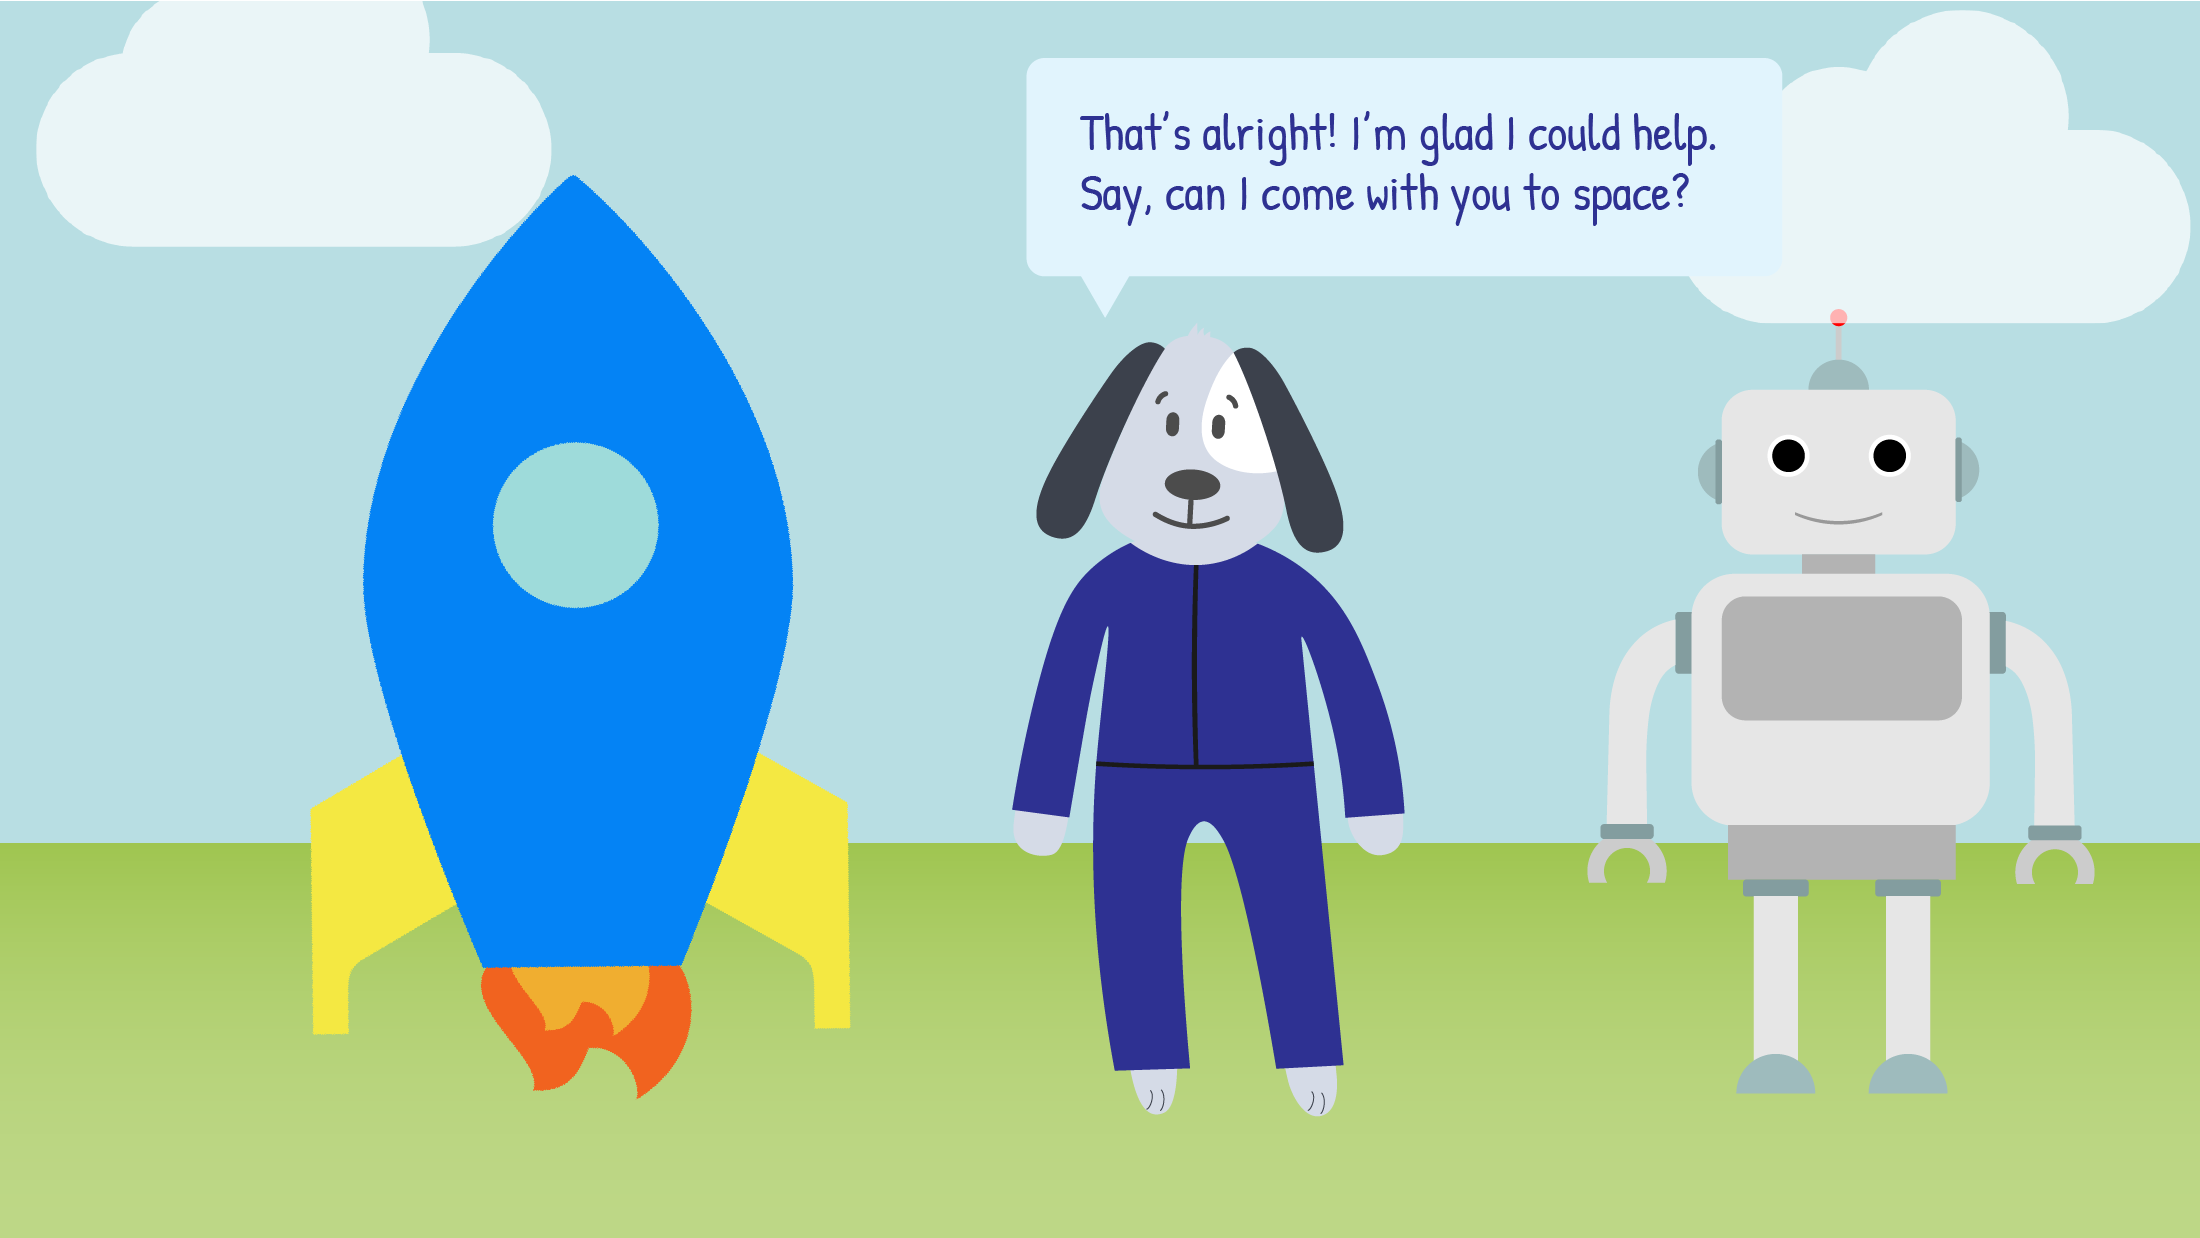 That's alright! I'm glad I could help.
Say, can I come with you to space?